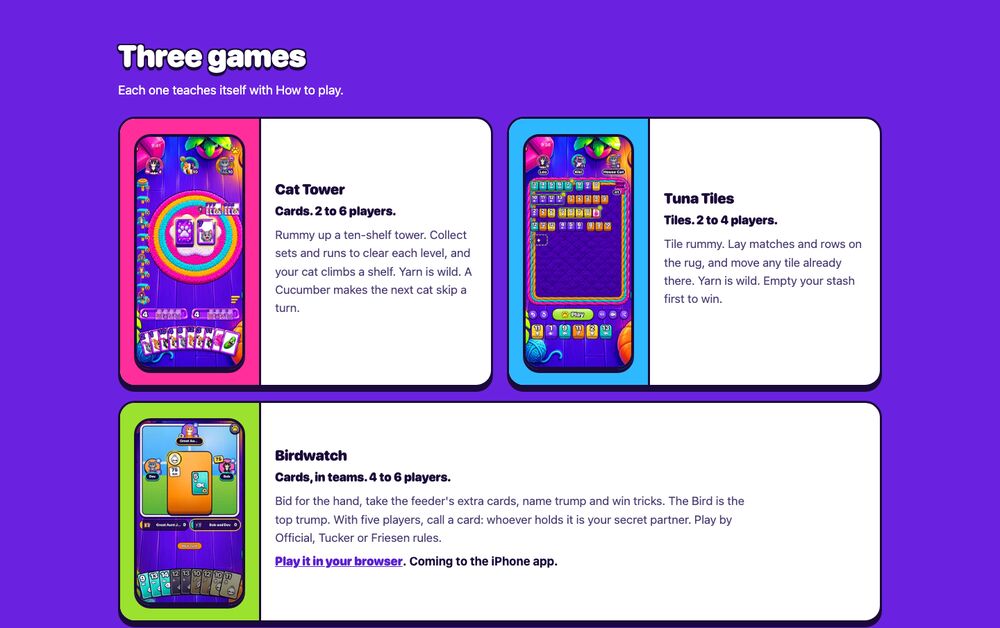 Three games
Each one teaches itself with How to play.
Cat Tower
Cards. 2 to 6 players.
Rummy up a ten-shelf tower. Collect
sets and runs to clear each level, and
your cat climbs a shelf. Yarn is wild. A
Cucumber makes the next cat skip a
turn.
Tuna Tiles
Tiles. 2 to 4 players.
Tile rummy. Lay matches and rows on
the rug, and move any tile already
there. Yarn is wild. Empty your stash
first to win.
Play
Birdwatch
Cards, in teams. 4 to 6 players.
Bid for the hand, take the feeder's extra cards, name trump and win tricks. The Bird is the
top trump. With five players, call a card: whoever holds it is your secret partner. Play by
Official, Tucker or Friesen rules.
Play it in your browser. Coming to the iPhone app.